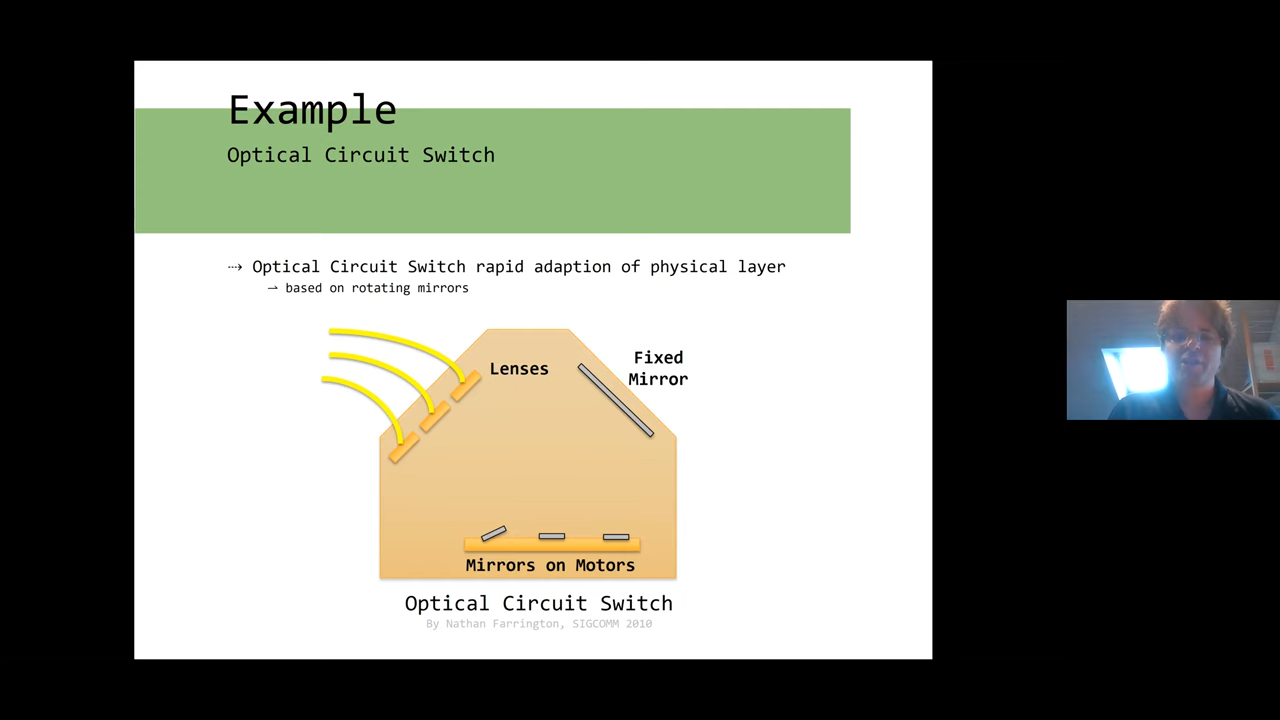 Example
Optical Circuit Switch
⇢ Optical Circuit Switch rapid adaption of physical layer
⇀ based on rotating mirrors
Lenses
Fixed
Mirror
Mirrors on Motors
Optical Circuit Switch
By Nathan Farrington, SIGCOMM 2010